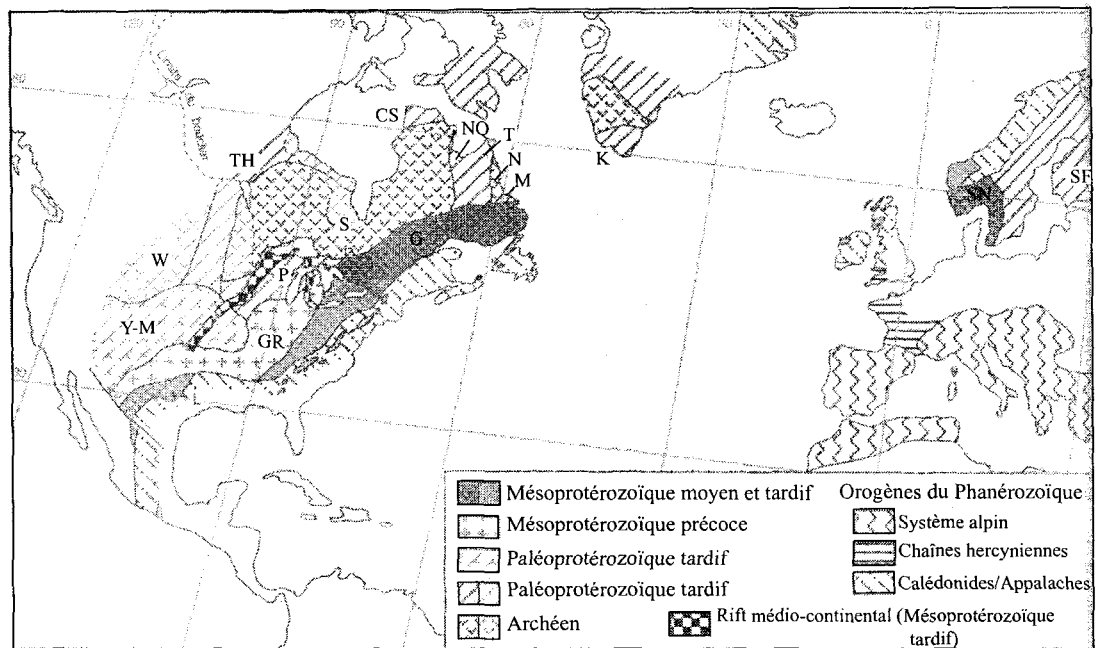 CS
NQ
T
N
M
TH
K
SF
S
G
W
P
Y-M
GR
Mésoprotérozoïque moyen et tardif
Mésoprotérozoïque précoce
Paléoprotérozoïque tardif
Paléoprotérozoïque tardif
Archéen
Orogènes du Phanérozoïque
Système alpin
Chaînes hercyniennes
Calédonides/Appalaches
Rift médio-continental (Mésoprotérozoïque
tardif)